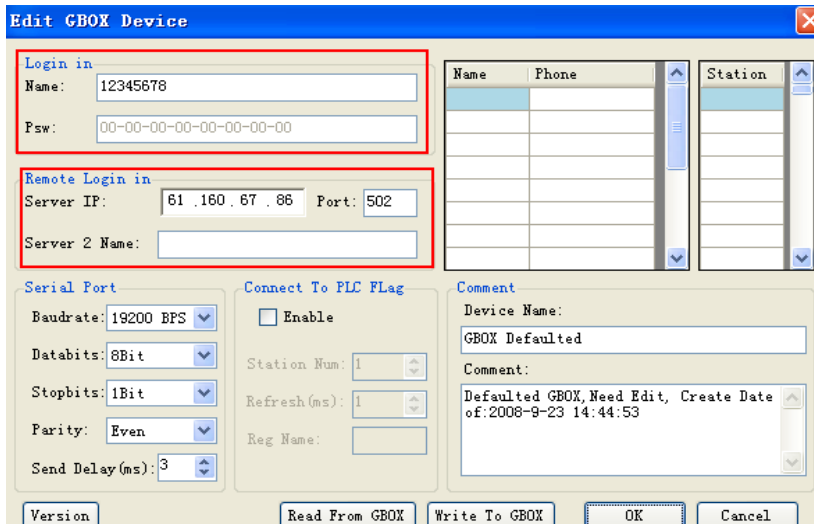 Edit GBOX Device
Login in
Name: 12345678
Psw: 00-00-00-00-00-00-00-00
Name Phone
Station
Remote Login in
Server IP: 61 .160 . 67 . 86 Port: 502
Server 2 Name:
Serial Port
Baudrate: 19200 BPS
Databits: 8Bit
Stopbits: 1Bit
Parity: Even
Send Delay(ms): 3
Connect To PLC FLag
Enable
Station Num: 1
Refresh(ms): 1
Reg Name:
Comment
Device Name:
GBOX Defaulted
Comment:
Defaulted GBOX,Need Edit, Create Date
of:2008-9-23 14:44:53
Version
Read From GBOX
Write To GBOX
OK
Cancel